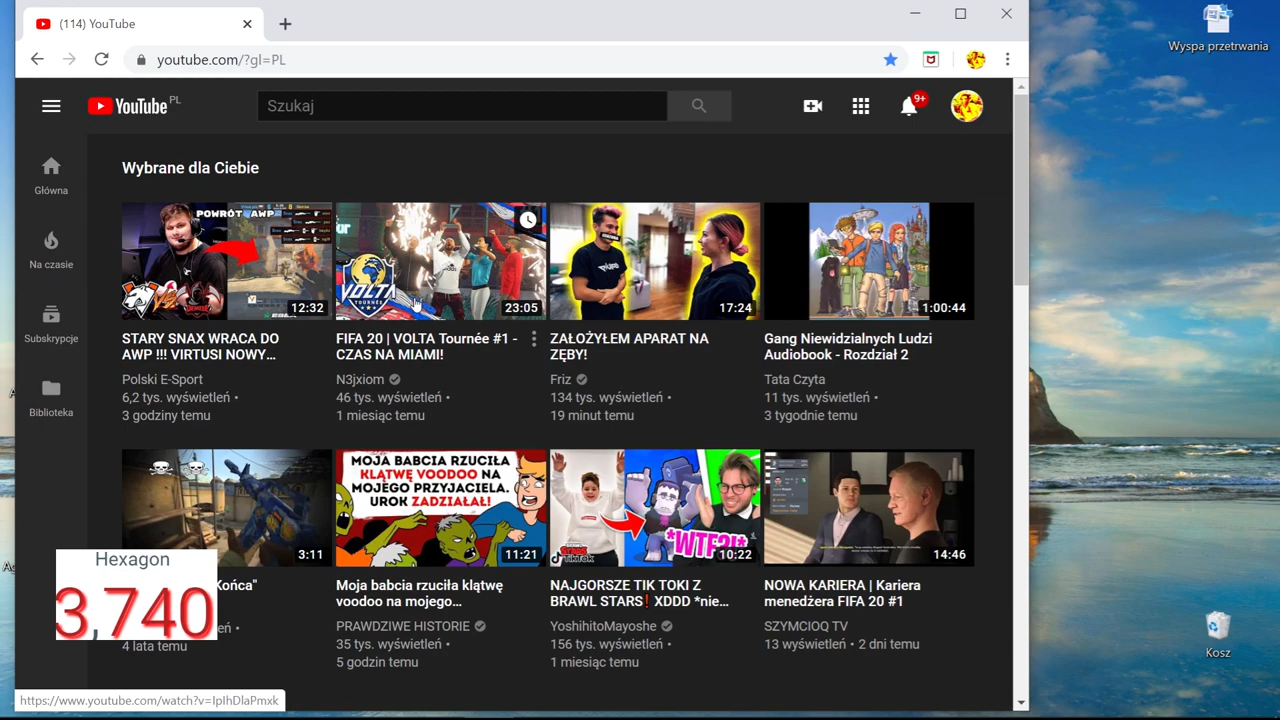 (114) YouTube
Wyspa przetrwania
youtube.com/?gl=PL
YouTube PL
Szukaj
9+
Główna
Na czasie
Subskrypcje
Biblioteka
Wybrane dla Ciebie
POWRÓT AWP
VS
12:32
STARY SNAX WRACA DO
AWP !!! VIRTUSI NOWY…
Polski E-Sport
6,2 tys. wyświetleń •
3 godziny temu
VOLTA
TOURNÉE
23:05
FIFA 20 | VOLTA Tournée #1 -
CZAS NA MIAMI!
N3jxiom
46 tys. wyświetleń •
1 miesiąc temu
17:24
ZAŁOŻYŁEM APARAT NA
ZĘBY!
Friz
134 tys. wyświetleń •
19 minut temu
1:00:44
Gang Niewidzialnych Ludzi
Audiobook - Rozdział 2
Tata Czyta
11 tys. wyświetleń •
3 tygodnie temu
3:11
Końca"
4 lata temu
Hexagon
3,740
MOJA BABCIA RZUCIŁA
KLĄTWĘ VOODOO NA
MOJEGO PRZYJACIELA.
UROK ZADZIAŁAŁ!
11:21
Moja babcia rzuciła klątwę
voodoo na mojego…
PRAWDZIWE HISTORIE
35 tys. wyświetleń •
5 godzin temu
TikTok
*WTF?!*
10:22
NAJGORSZE TIK TOKI Z
BRAWL STARS❗XDDD *nie…
YoshihitoMayoshe
156 tys. wyświetleń •
1 miesiąc temu
14:46
NOWA KARIERA | Kariera
menedżera FIFA 20 #1
SZYMCIOQ TV
13 wyświetleń • 2 dni temu
Kosz
https://www.youtube.com/watch?v=IpIhDlaPmxk